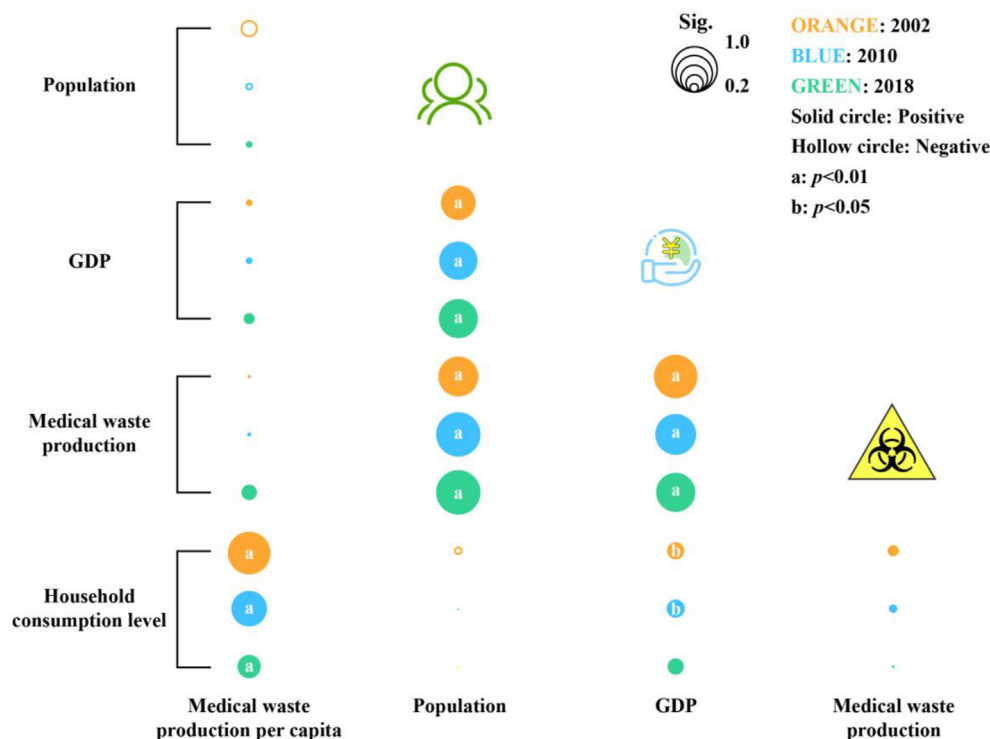 Sig.
1.0
0.2
ORANGE: 2002
BLUE: 2010
GREEN: 2018
Solid circle: Positive
Hollow circle: Negative
a: p<0.01
b: p<0.05
Population
GDP
a
a
a
¥
Medical waste
production
a
a
a
a
a
a
Household
consumption level
a
b
a
b
a
Medical waste
production per capita
Population
GDP
Medical waste
production